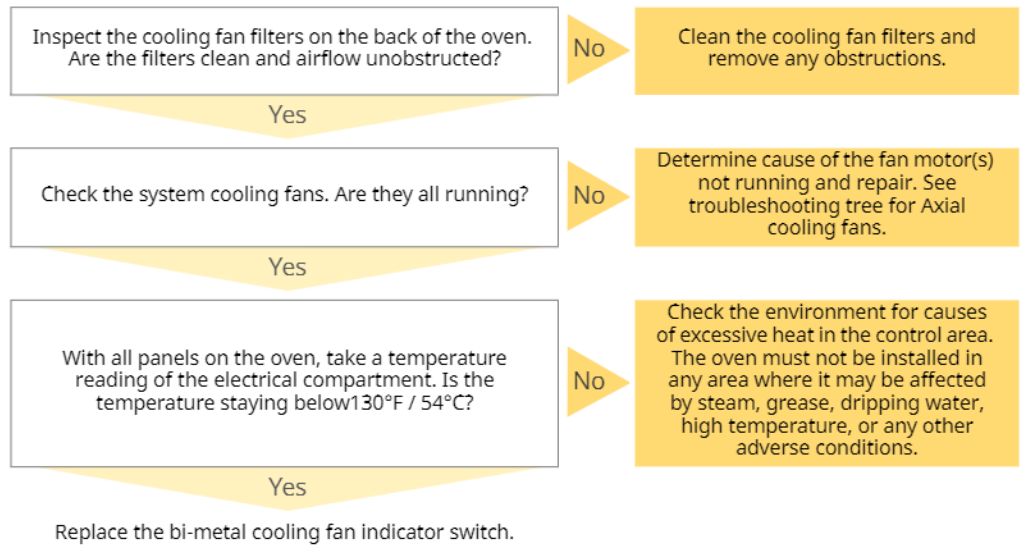 Inspect the cooling fan filters on the back of the oven.
Are the filters clean and airflow unobstructed?
No
Clean the cooling fan filters and
remove any obstructions.
Yes
Check the system cooling fans. Are they all running?
No
Determine cause of the fan motor(s)
not running and repair. See
troubleshooting tree for Axial
cooling fans.
Yes
With all panels on the oven, take a temperature
reading of the electrical compartment. Is the
temperature staying below130°F / 54°C?
No
Check the environment for causes
of excessive heat in the control area.
The oven must not be installed in
any area where it may be affected
by steam, grease, dripping water,
high temperature, or any other
adverse conditions.
Yes
Replace the bi-metal cooling fan indicator switch.